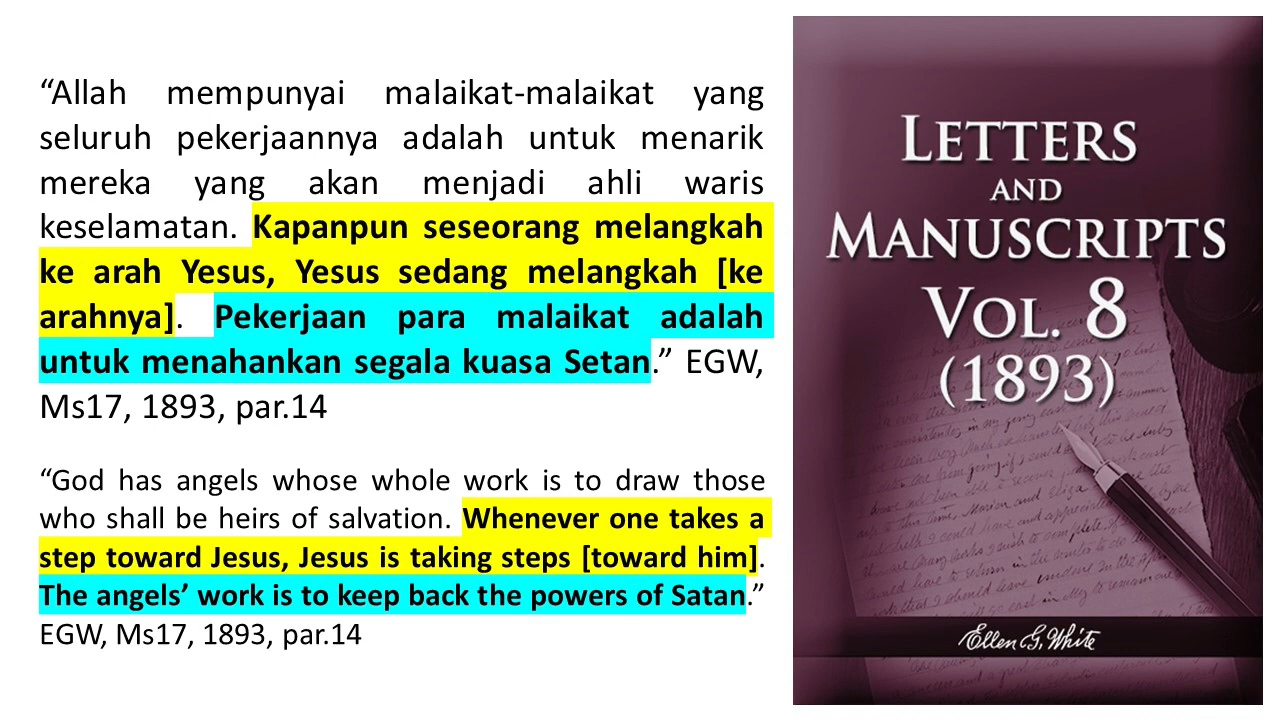 “Allah mempunyai malaikat-malaikat yang
seluruh pekerjaannya adalah untuk menarik
mereka yang akan menjadi ahli waris
keselamatan. Kapanpun seseorang melangkah
ke arah Yesus, Yesus sedang melangkah [ke
arahnya]. Pekerjaan para malaikat adalah
untuk menahankan segala kuasa Setan.” EGW,
Ms17, 1893, par.14
“God has angels whose whole work is to draw those
who shall be heirs of salvation. Whenever one takes a
step toward Jesus, Jesus is taking steps [toward him].
The angels’ work is to keep back the powers of Satan.”
EGW, Ms17, 1893, par.14
LETTERS
AND
MANUSCRIPTS
VOL. 8
(1893)
Ellen G. White